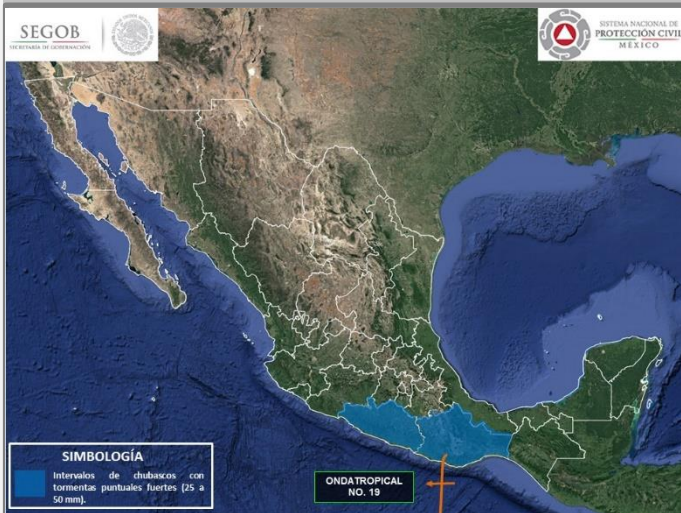 SEGOB
SECRETARÍA DE GOBERNACIÓN
SISTEMA NACIONAL DE
PROTECCIÓN CIVIL
MÉXICO
SIMBOLOGÍA
Intervalos de chubascos con
tormentas puntuales fuertes (25 a
50 mm).
ONDATROPICAL
NO. 19